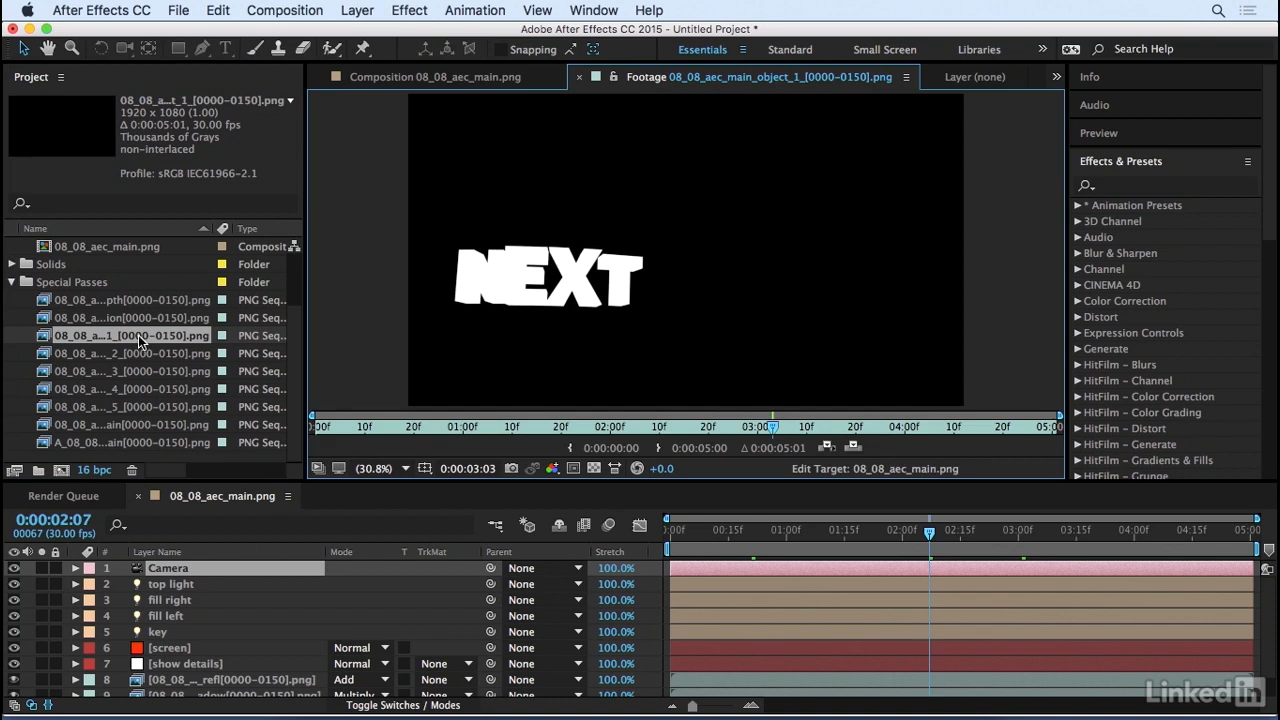 After Effects CC File Edit Composition Layer Effect Animation View Window Help
Adobe After Effects CC 2015 - Untitled Project *
Snapping Essentials Standard Small Screen Libraries Search Help
Project
08_08_a...t_1_[0000-0150].png
1920 x 1080 (1.00)
Δ 0:00:05:01, 30.00 fps
Thousands of Grays
non-interlaced
Profile: sRGB IEC61966-2.1
Name Type
08_08_aec_main.png Composit
Solids Folder
Special Passes Folder
08_08_a...pth[0000-0150].png PNG Seq..
08_08_a...ion[0000-0150].png PNG Seq..
08_08_a...1_[0000-0150].png PNG Seq..
08_08_a..._2_[0000-0150].png PNG Seq..
08_08_a..._3_[0000-0150].png PNG Seq..
08_08_a..._4_[0000-0150].png PNG Seq..
08_08_a..._5_[0000-0150].png PNG Seq..
08_08_a...ain[0000-0150].png PNG Seq..
A_08_08...ain[0000-0150].png PNG Seq..
16 bpc
Composition 08_08_aec_main.png
Footage 08_08_aec_main_object_1_[0000-0150].png
Layer (none)
NEXT
:00f 10f 20f 01:00f 10f 20f 02:00f 10f 20f 03:00f 10f 20f 04:00f 10f 20f 05:00
0:00:00:00 0:00:05:00 Δ 0:00:05:01
(30.8%) 0:00:03:03 +0.0 Edit Target: 08_08_aec_main.png
Info
Audio
Preview
Effects & Presets
* Animation Presets
3D Channel
Audio
Blur & Sharpen
Channel
CINEMA 4D
Color Correction
Distort
Expression Controls
Generate
HitFilm - Blurs
HitFilm - Channel
HitFilm - Color Correction
HitFilm - Color Grading
HitFilm - Distort
HitFilm - Generate
HitFilm - Gradients & Fills
HitFilm - Grunge
Render Queue 08_08_aec_main.png
0:00:02:07
00067 (30.00 fps)
:00f 00:15f 01:00f 01:15f 02:00f 02:15f 03:00f 03:15f 04:00f 04:15f 05:00
# Layer Name Mode T TrkMat Parent Stretch
1 Camera None 100.0%
2 top light None 100.0%
3 fill right None 100.0%
4 fill left None 100.0%
5 key None 100.0%
6 [screen] Normal None 100.0%
7 [show details] Normal None None 100.0%
8 [08_08_..._refl[0000-0150].png] Add None None 100.0%
9 [08_08_...adow[0000-0150].png] Multiply None None 100.0%
Toggle Switches / Modes
Linked in